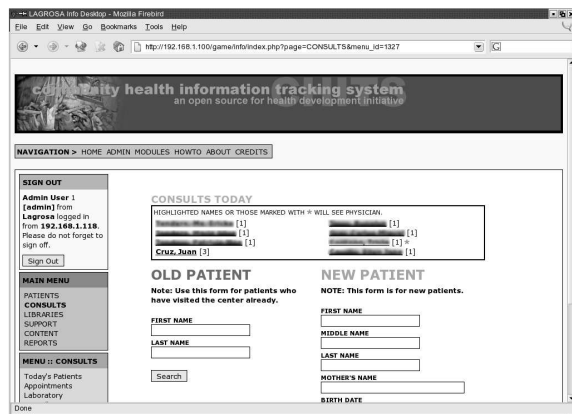 LAGROSA Info Desktop - Mozilla Firebird
File Edit View Go Bookmarks Tools Help
http://192.168.1.100/game/info/index.php?page=CONSULTS&menu_id=1327
G
community health information tracking system
an open source for health development initiative
CHITS
NAVIGATION > HOME ADMIN MODULES HOWTO ABOUT CREDITS
SIGN OUT
Admin User 1
[admin] from
Lagrosa logged in
from 192.168.1.118.
Please do not forget to
sign off.
Sign Out
MAIN MENU
PATIENTS
CONSULTS
LIBRARIES
SUPPORT
CONTENT
REPORTS
MENU :: CONSULTS
Today's Patients
Appointments
Laboratory
CONSULTS TODAY
HIGHLIGHTED NAMES OR THOSE MARKED WITH * WILL SEE PHYSICIAN.
[1]
[1]
[1]
Cruz, Juan [3]
[1]
[1]
[1] *
[1]
OLD PATIENT
Note: Use this form for patients who
have visited the center already.
FIRST NAME
LAST NAME
Search
NEW PATIENT
NOTE: This form is for new patients.
FIRST NAME
MIDDLE NAME
LAST NAME
MOTHER'S NAME
BIRTH DATE
Done